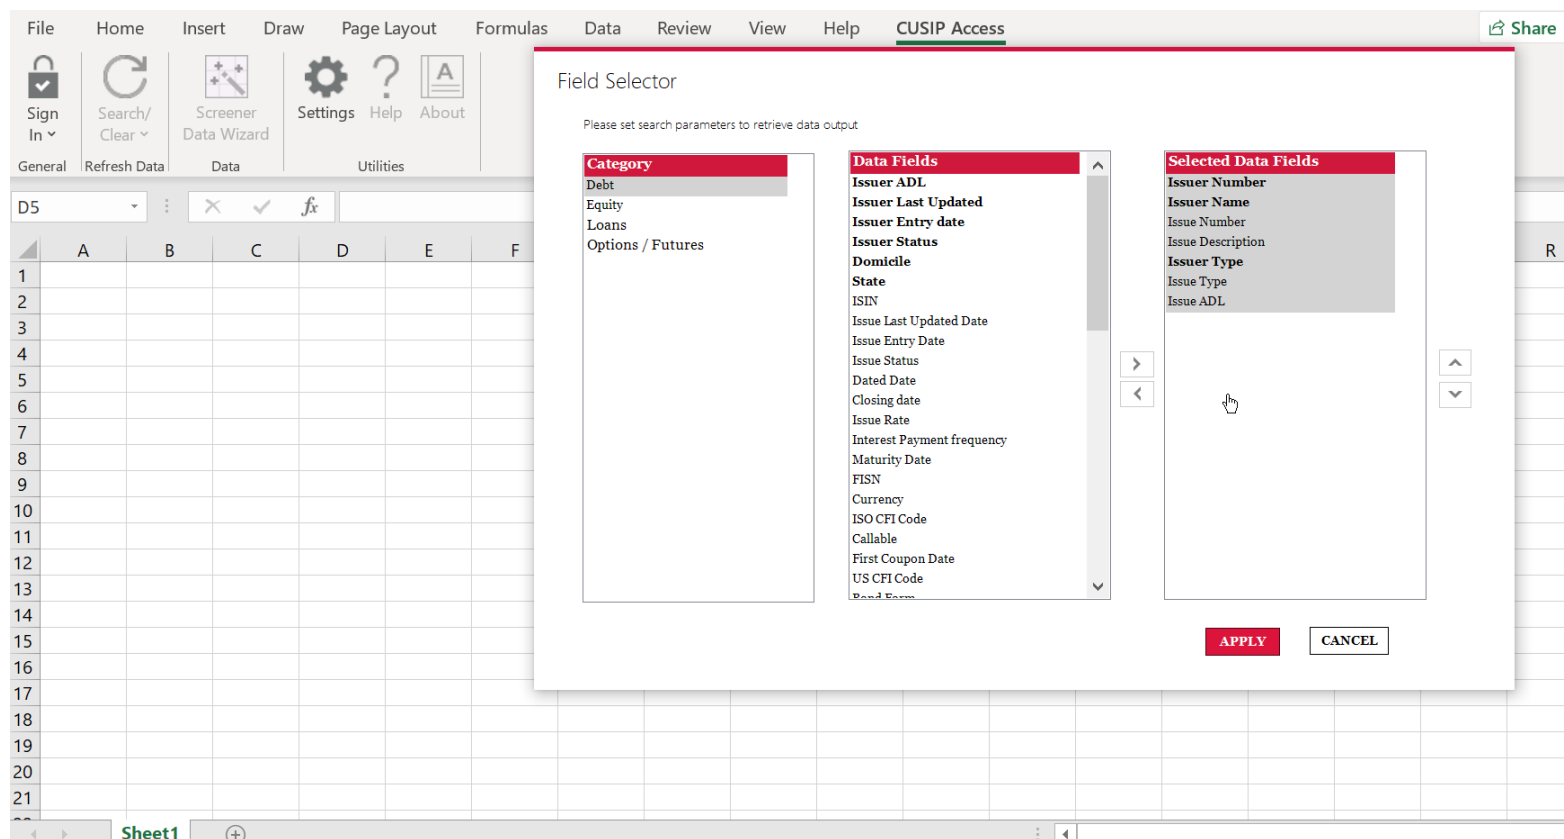 File Home Insert Draw Page Layout Formulas Data Review View Help CUSIP Access Share
Sign In
Search/ Clear
Screener Data Wizard
Settings
Help
About
General
Refresh Data
Data
Utilities
D5
fx
A B C D E F R
1
2
3
4
5
6
7
8
9
10
11
12
13
14
15
16
17
18
19
20
21
Sheet1
Field Selector
Please set search parameters to retrieve data output
Category
Debt
Equity
Loans
Options / Futures
Data Fields
Issuer ADL
Issuer Last Updated
Issuer Entry date
Issuer Status
Domicile
State
ISIN
Issue Last Updated Date
Issue Entry Date
Issue Status
Dated Date
Closing date
Issue Rate
Interest Payment frequency
Maturity Date
FISN
Currency
ISO CFI Code
Callable
First Coupon Date
US CFI Code
Bond Form
Selected Data Fields
Issuer Number
Issuer Name
Issue Number
Issue Description
Issuer Type
Issue Type
Issue ADL
APPLY
CANCEL